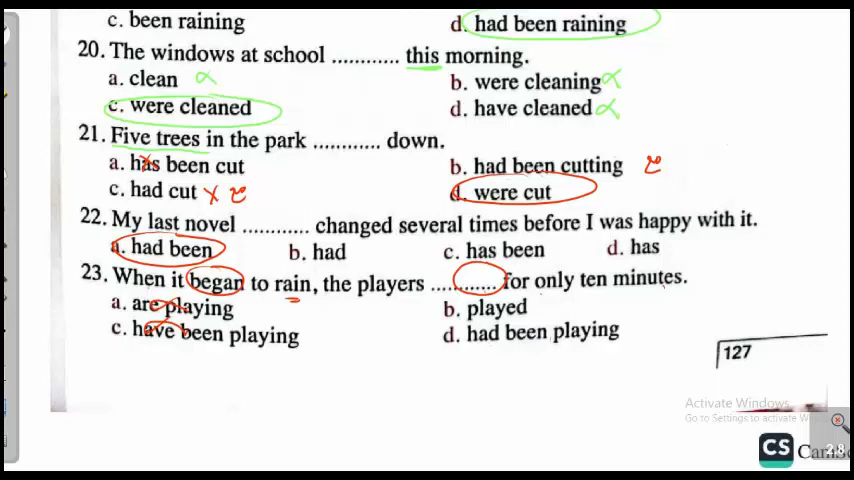 c. been raining d. had been raining
20. The windows at school ............ this morning.
a. clean b. were cleaning
c. were cleaned d. have cleaned
21. Five trees in the park ............ down.
a. has been cut b. had been cutting
c. had cut d. were cut
22. My last novel ............ changed several times before I was happy with it.
a. had been b. had c. has been d. has
23. When it began to rain, the players ............ for only ten minutes.
a. are playing b. played
c. have been playing d. had been playing
127
Activate Windows
Go to Settings to activate
28
CS